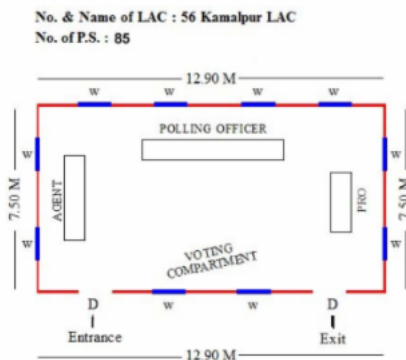 No. & Name of LAC : 56 Kamalpur LAC
No. of P.S. : 85
12.90 M
W W W W
POLLING OFFICER
W W
7.50 M AGENT PRO 7.50 M
W W
VOTING
COMPARTMENT
D W W D
Entrance Exit
12.90 M